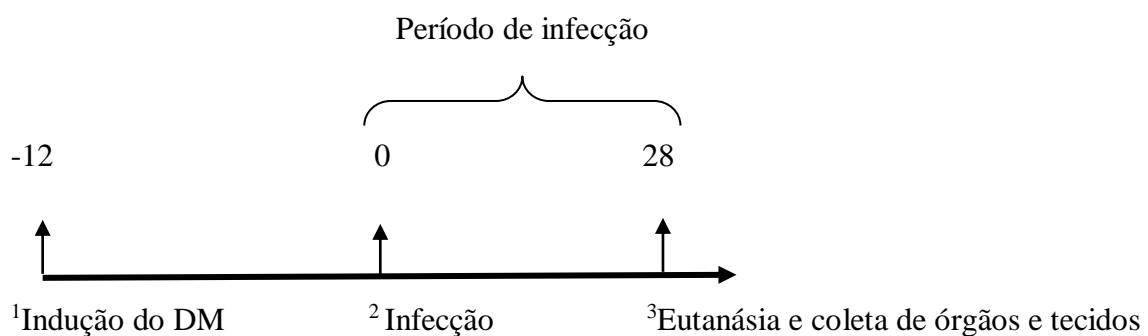 Período de infecção
-12 0 28
¹Indução do DM ² Infecção ³Eutanásia e coleta de órgãos e tecidos